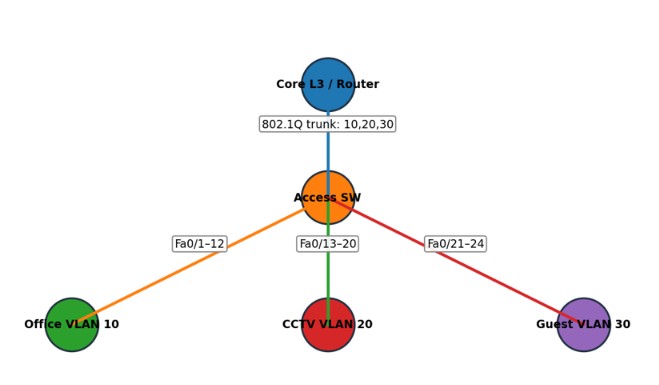 Core L3 / Router
802.1Q trunk: 10,20,30
Access SW
Fa0/1–12
Fa0/13–20
Fa0/21–24
Office VLAN 10
CCTV VLAN 20
Guest VLAN 30